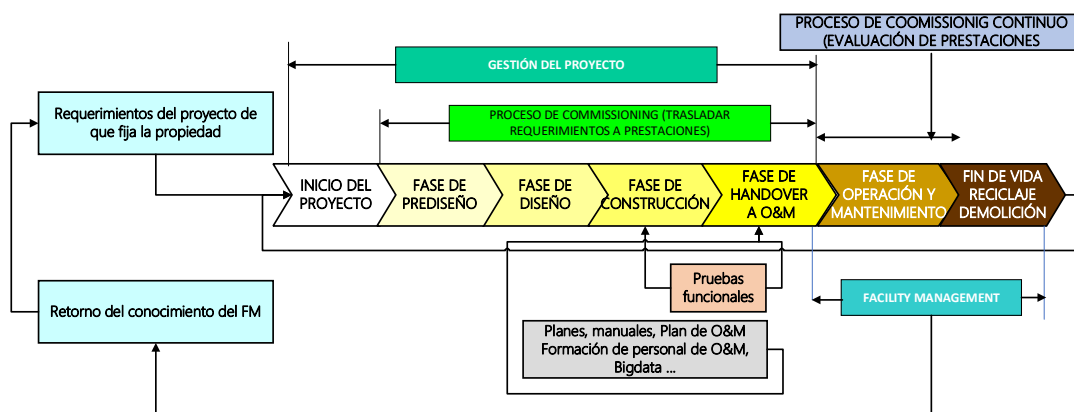 PROCESO DE COOMISSIONIG CONTINUO
(EVALUACIÓN DE PRESTACIONES
GESTIÓN DEL PROYECTO
Requerimientos del proyecto de
que fija la propiedad
PROCESO DE COMMISSIONING (TRASLADAR
REQUERIMIENTOS A PRESTACIONES)
INICIO DEL
PROYECTO
FASE DE
PREDISEÑO
FASE DE
DISEÑO
FASE DE
CONSTRUCCIÓN
FASE DE
HANDOVER
A O&M
FASE DE
OPERACIÓN Y
MANTENIMIENTO
FIN DE VIDA
RECICLAJE
DEMOLICIÓN
Pruebas
funcionales
FACILITY MANAGEMENT
Retorno del conocimiento del FM
Planes, manuales, Plan de O&M
Formación de personal de O&M,
Bigdata ...